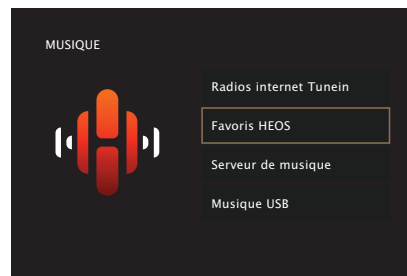 MUSIQUE
Radios internet Tunein
Favoris HEOS
Serveur de musique
Musique USB